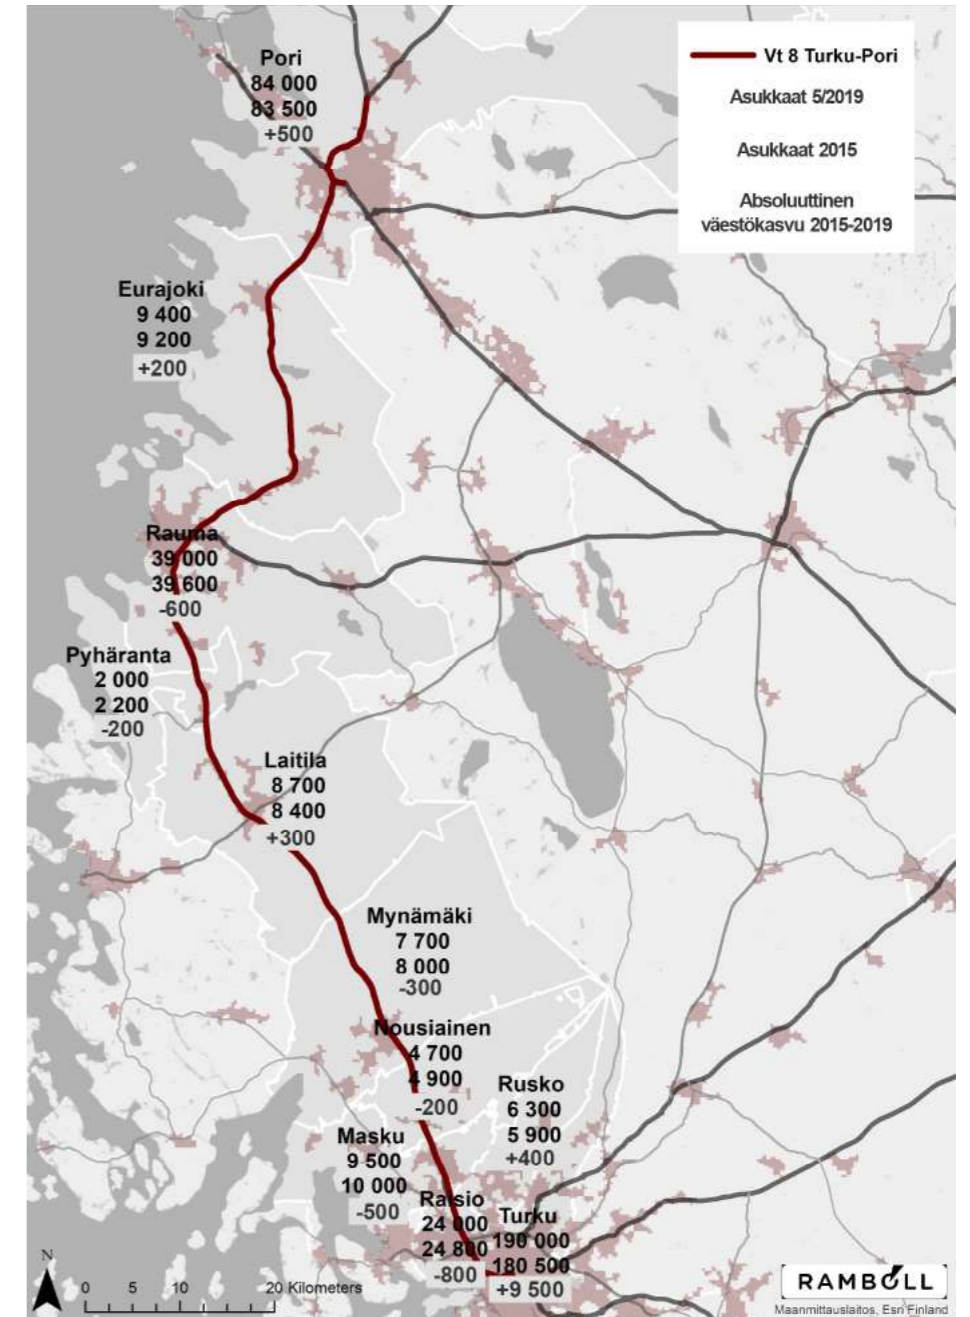 Vt 8 Turku-Pori
Asukkaat 5/2019
Asukkaat 2015
Absoluuttinen
väestökasvu 2015-2019
Pori
84 000
83 500
+500
Eurajoki
9 400
9 200
+200
Rauma
39 000
39 600
-600
Pyhäranta
2 000
2 200
-200
Laitila
8 700
8 400
+300
Mynämäki
7 700
8 000
-300
Nousiainen
4 700
4 900
-200
Rusko
6 300
5 900
+400
Masku
9 500
10 000
-500
Raisio
24 000
24 800
-800
Turku
190 000
180 500
+9 500
N
0 5 10 20 Kilometers
RAMBOLL
Maanmittauslaitos, Esri Finland